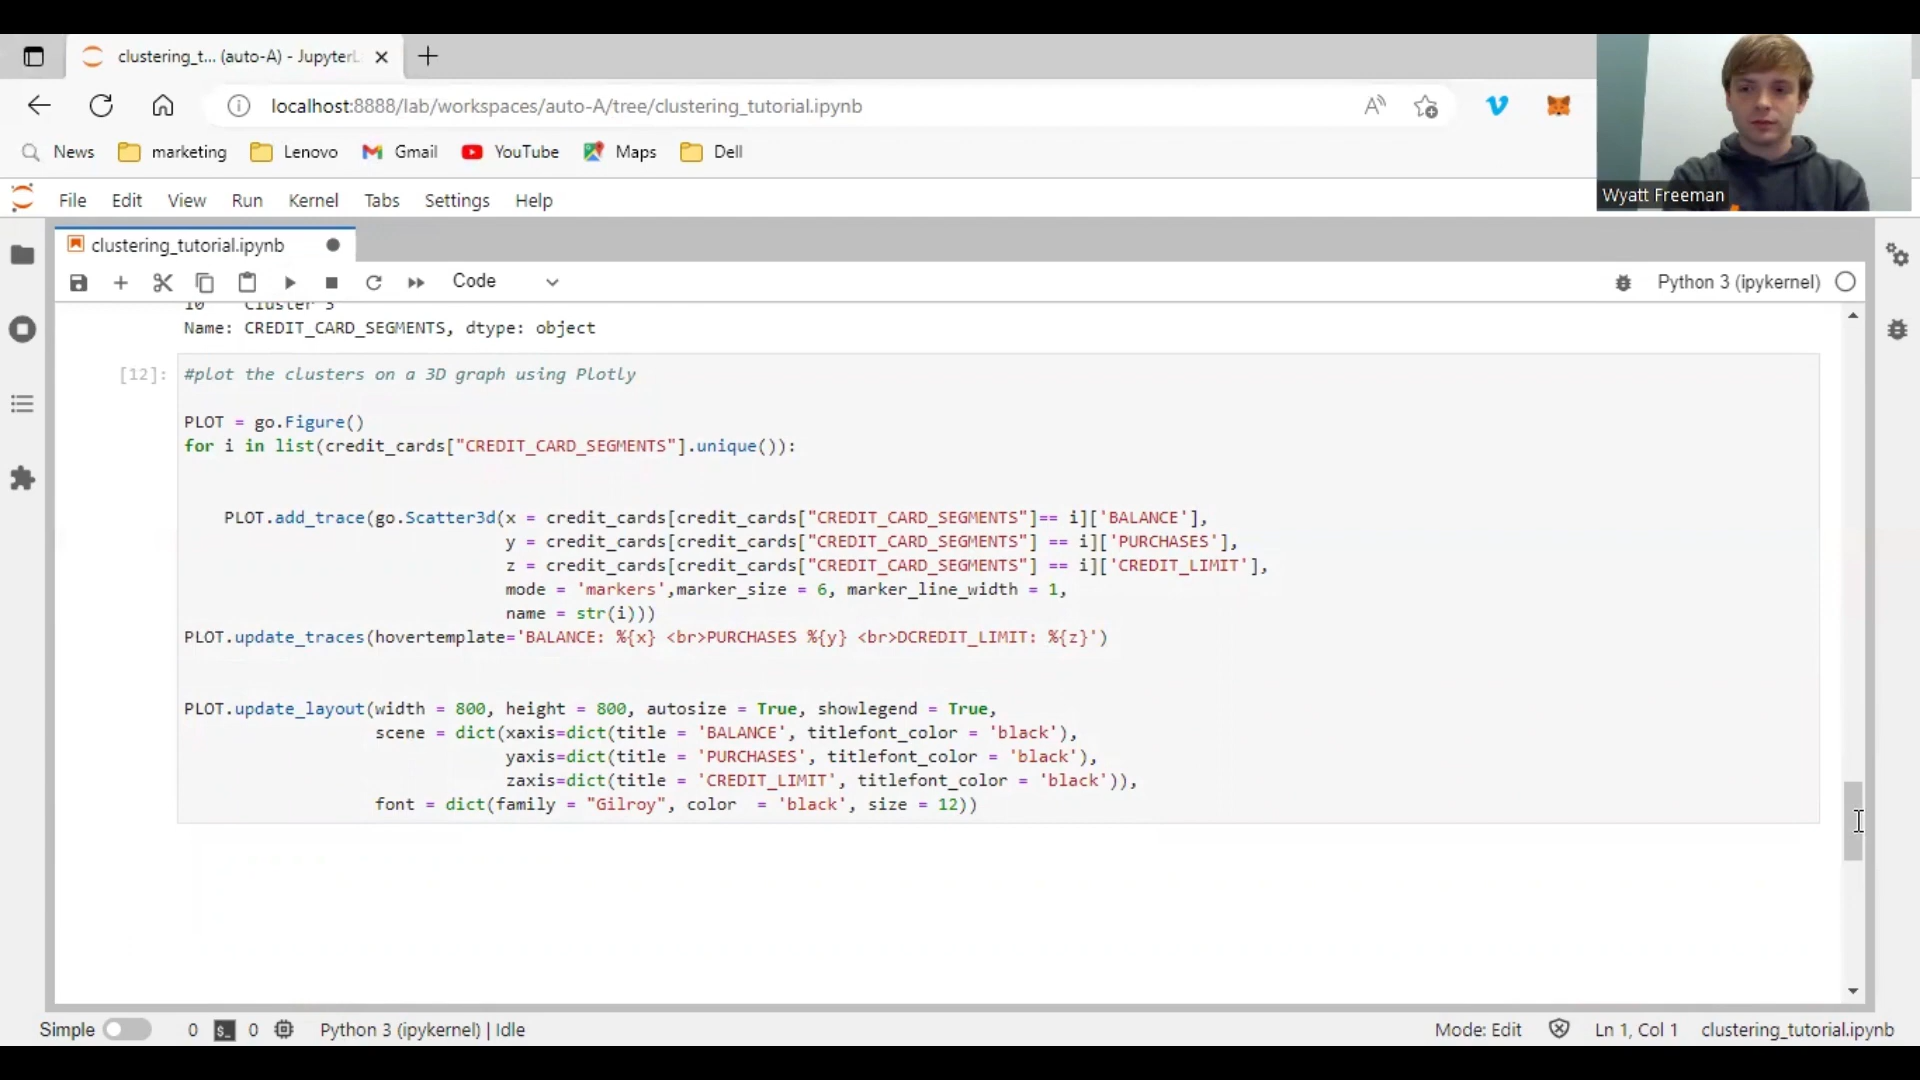 clustering_t... (auto-A) - JupyterL
localhost:8888/lab/workspaces/auto-A/tree/clustering_tutorial.ipynb
News marketing Lenovo Gmail YouTube Maps Dell
Wyatt Freeman
File Edit View Run Kernel Tabs Settings Help
clustering_tutorial.ipynb
Code
Python 3 (ipykernel)
10 Cluster 3
Name: CREDIT_CARD_SEGMENTS, dtype: object
[12]: #plot the clusters on a 3D graph using Plotly
PLOT = go.Figure()
for i in list(credit_cards["CREDIT_CARD_SEGMENTS"].unique()):
PLOT.add_trace(go.Scatter3d(x = credit_cards[credit_cards["CREDIT_CARD_SEGMENTS"]== i]['BALANCE'],
y = credit_cards[credit_cards["CREDIT_CARD_SEGMENTS"] == i]['PURCHASES'],
z = credit_cards[credit_cards["CREDIT_CARD_SEGMENTS"] == i]['CREDIT_LIMIT'],
mode = 'markers',marker_size = 6, marker_line_width = 1,
name = str(i)))
PLOT.update_traces(hovertemplate='BALANCE: %{x} <br>PURCHASES %{y} <br>DCREDIT_LIMIT: %{z}')
PLOT.update_layout(width = 800, height = 800, autosize = True, showlegend = True,
scene = dict(xaxis=dict(title = 'BALANCE', titlefont_color = 'black'),
yaxis=dict(title = 'PURCHASES', titlefont_color = 'black'),
zaxis=dict(title = 'CREDIT_LIMIT', titlefont_color = 'black')),
font = dict(family = "Gilroy", color  = 'black', size = 12))
Simple 0 $_ 0 Python 3 (ipykernel) | Idle
Mode: Edit Ln 1, Col 1 clustering_tutorial.ipynb